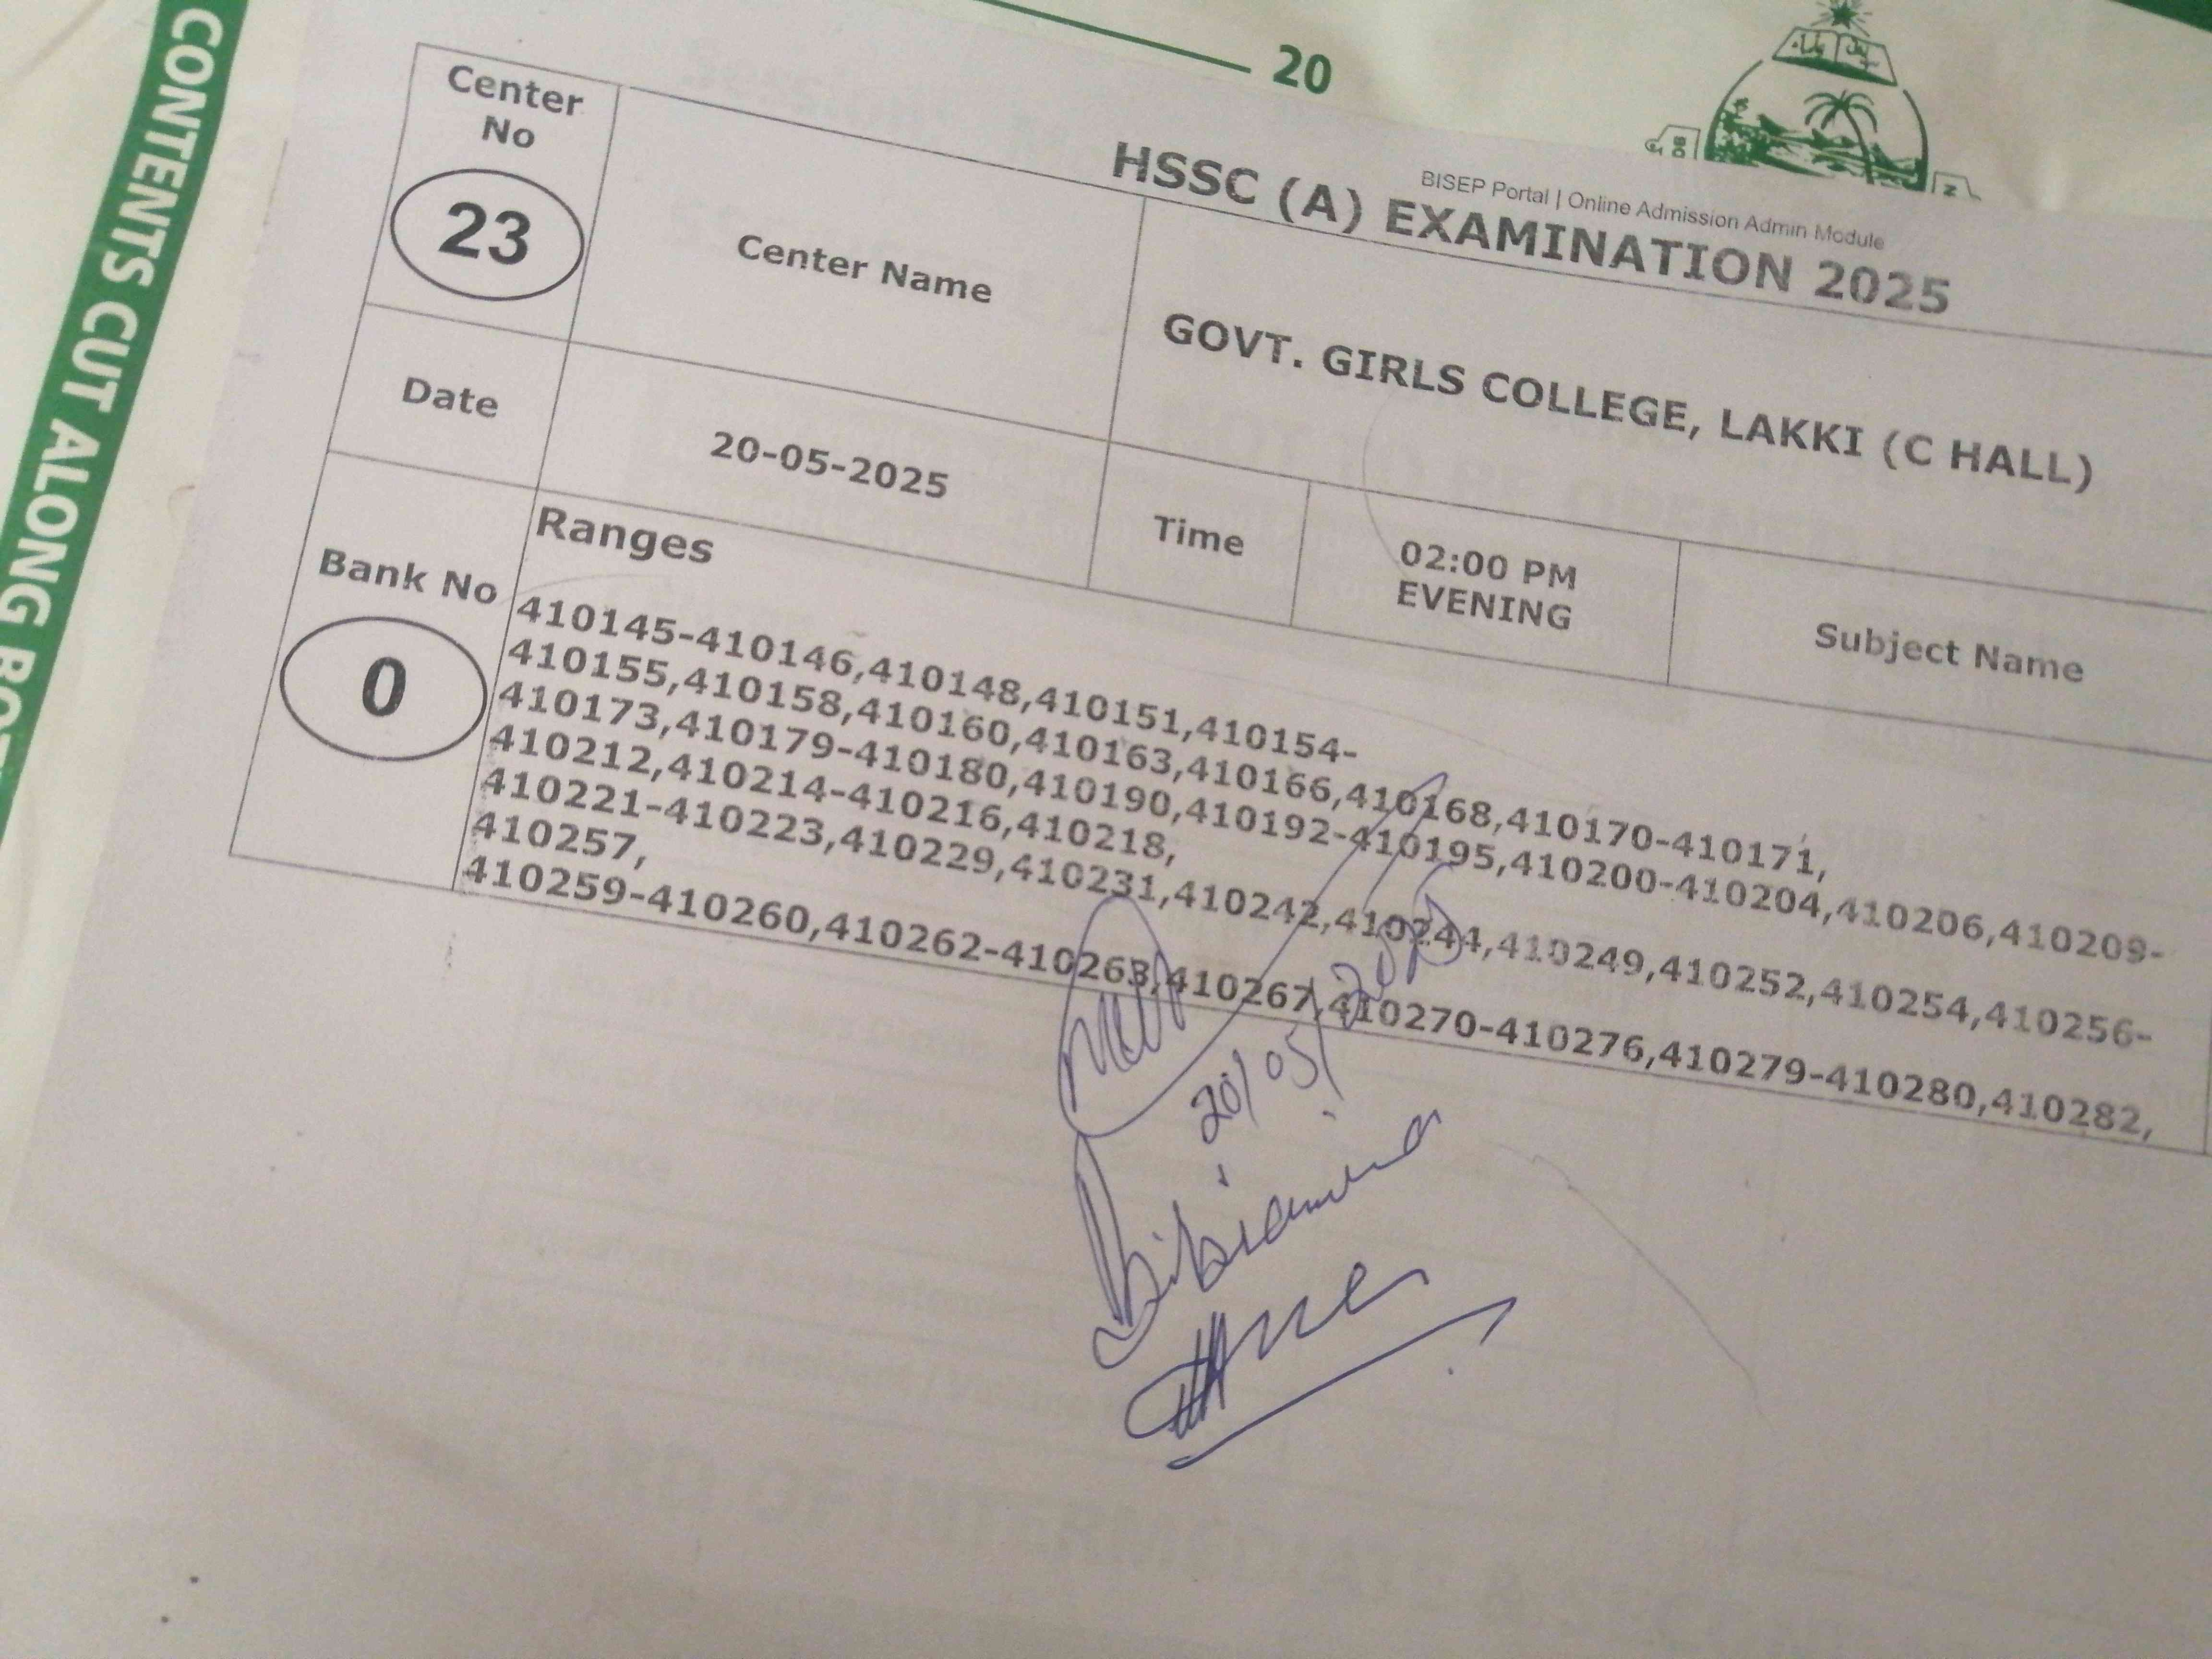 CONTENTS CUT ALONG
20
BISEP Portal | Online Admission Admin Module
HSSC (A) EXAMINATION 2025
Center No
23
Center Name
GOVT. GIRLS COLLEGE, LAKKI (C HALL)
Date
20-05-2025
Time
02:00 PM
EVENING
Subject Name
Bank No
0
Ranges
410145-410146,410148,410151,410154-
410155,410158,410160,410163,410166,410168,410170-410171,
410173,410179-410180,410190,410192-410195,410200-410204,410206,410209-
410212,410214-410216,410218,
410221-410223,410229,410231,410242,410244,410249,410252,410254,410256-
410257,
410259-410260,410262-410263,410267,410270-410276,410279-410280,410282,
20/05/2025